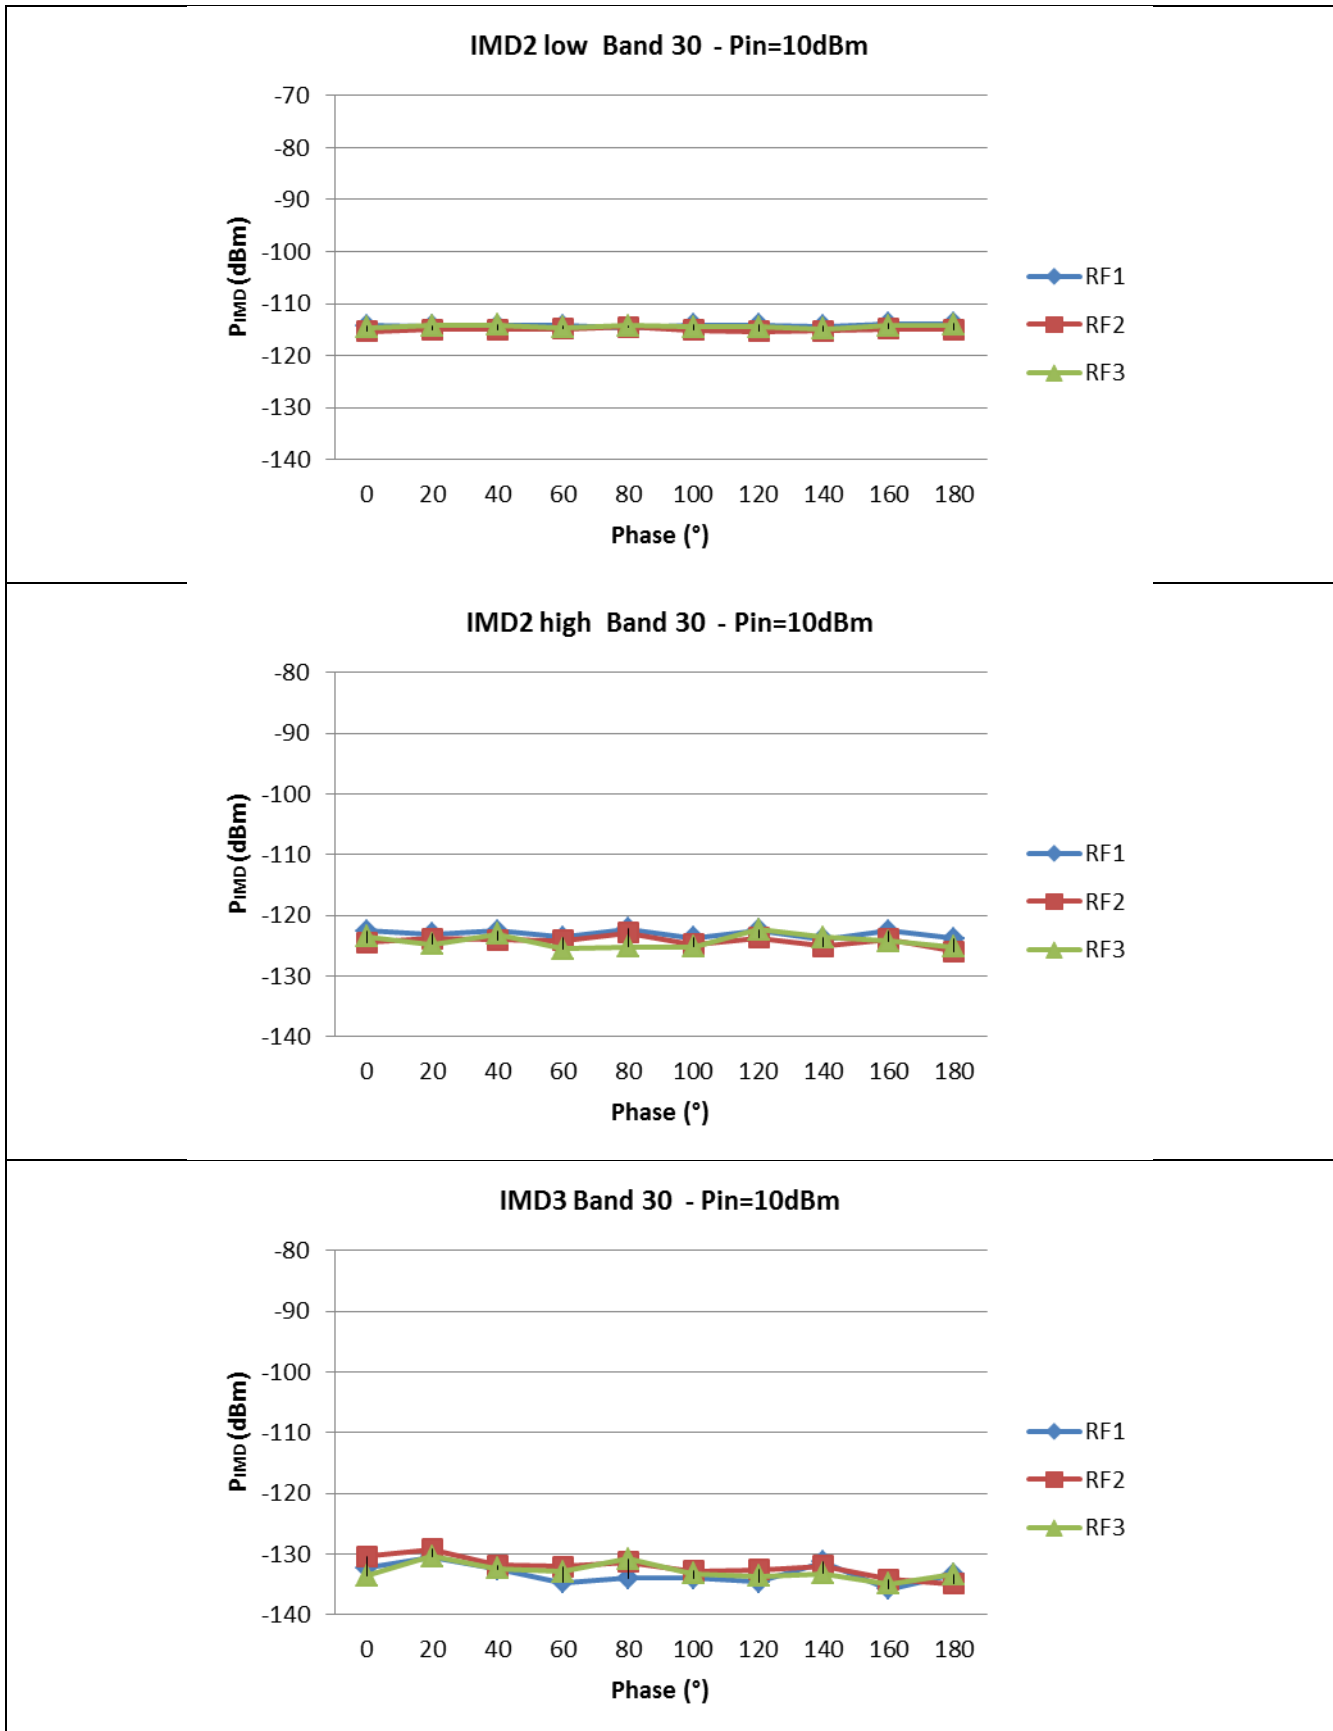 IMD2 low  Band 30  - Pin=10dBm
-70
-80
-90
-100
-110
-120
-130
-140
PIMD (dBm)
0 20 40 60 80 100 120 140 160 180
Phase (°)
RF1
RF2
RF3
IMD2 high  Band 30  - Pin=10dBm
-80
-90
-100
-110
-120
-130
-140
PIMD (dBm)
0 20 40 60 80 100 120 140 160 180
Phase (°)
RF1
RF2
RF3
IMD3 Band 30  - Pin=10dBm
-80
-90
-100
-110
-120
-130
-140
PIMD (dBm)
0 20 40 60 80 100 120 140 160 180
Phase (°)
RF1
RF2
RF3